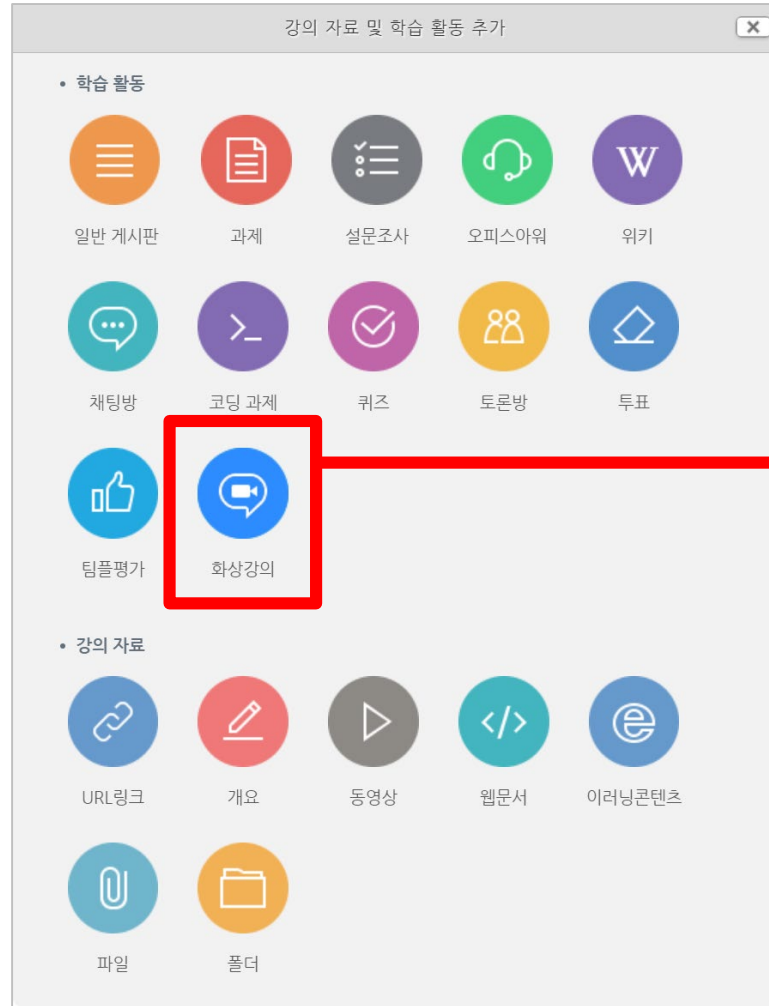 강의 자료 및 학습 활동 추가
• 학습 활동
일반 게시판 과제 설문조사 오피스아워 위키
채팅방 코딩 과제 퀴즈 토론방 투표
팀플평가 화상강의
• 강의 자료
URL링크 개요 동영상 웹문서 이러닝콘텐츠
파일 폴더